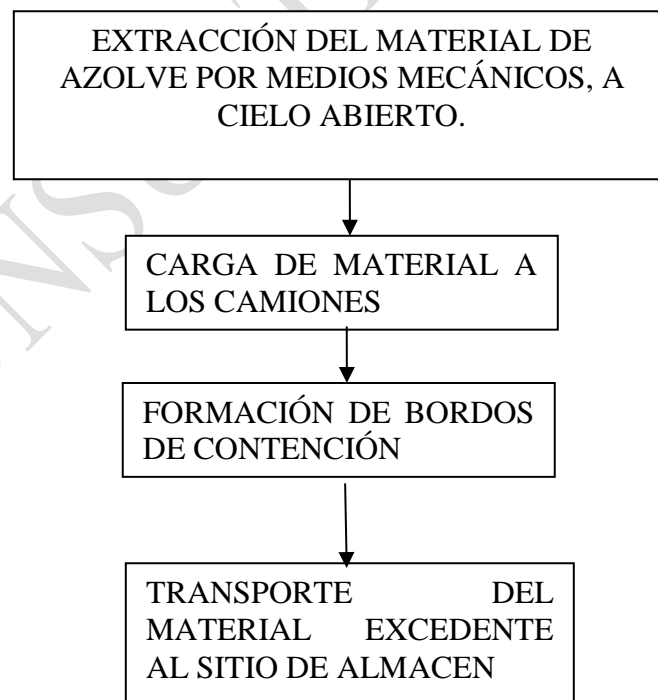 EXTRACCIÓN DEL MATERIAL DE
AZOLVE POR MEDIOS MECÁNICOS, A
CIELO ABIERTO.
CARGA DE MATERIAL A
LOS CAMIONES
FORMACIÓN DE BORDOS
DE CONTENCIÓN
TRANSPORTE DEL
MATERIAL EXCEDENTE
AL SITIO DE ALMACEN